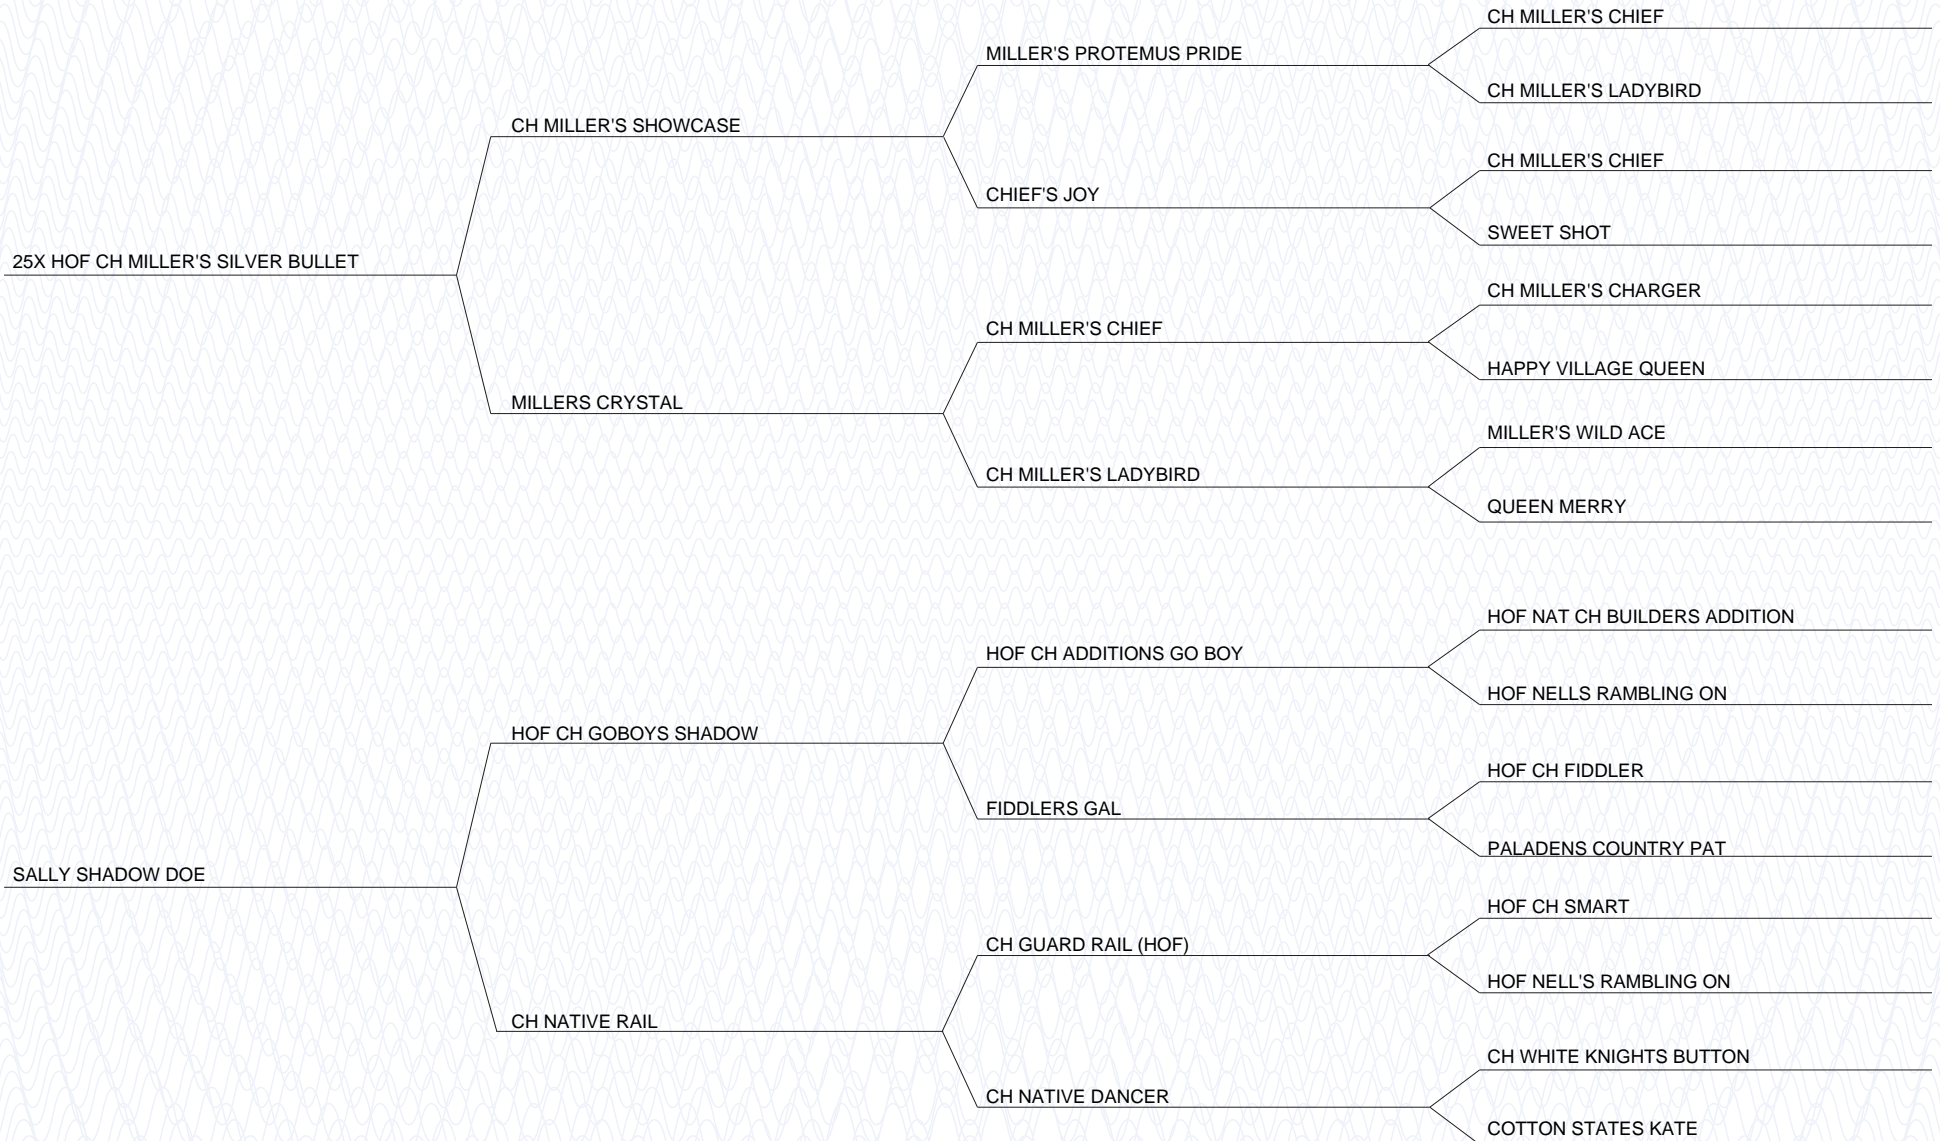 CH MILLER'S CHIEF
MILLER'S PROTEMUS PRIDE
CH MILLER'S LADYBIRD
CH MILLER'S SHOWCASE
CH MILLER'S CHIEF
CHIEF'S JOY
SWEET SHOT
25X HOF CH MILLER'S SILVER BULLET
CH MILLER'S CHARGER
CH MILLER'S CHIEF
HAPPY VILLAGE QUEEN
MILLERS CRYSTAL
MILLER'S WILD ACE
CH MILLER'S LADYBIRD
QUEEN MERRY
HOF NAT CH BUILDERS ADDITION
HOF CH ADDITIONS GO BOY
HOF NELLS RAMBLING ON
HOF CH GOBOYS SHADOW
HOF CH FIDDLER
FIDDLERS GAL
PALADENS COUNTRY PAT
SALLY SHADOW DOE
HOF CH SMART
CH GUARD RAIL (HOF)
HOF NELL'S RAMBLING ON
CH NATIVE RAIL
CH WHITE KNIGHTS BUTTON
CH NATIVE DANCER
COTTON STATES KATE